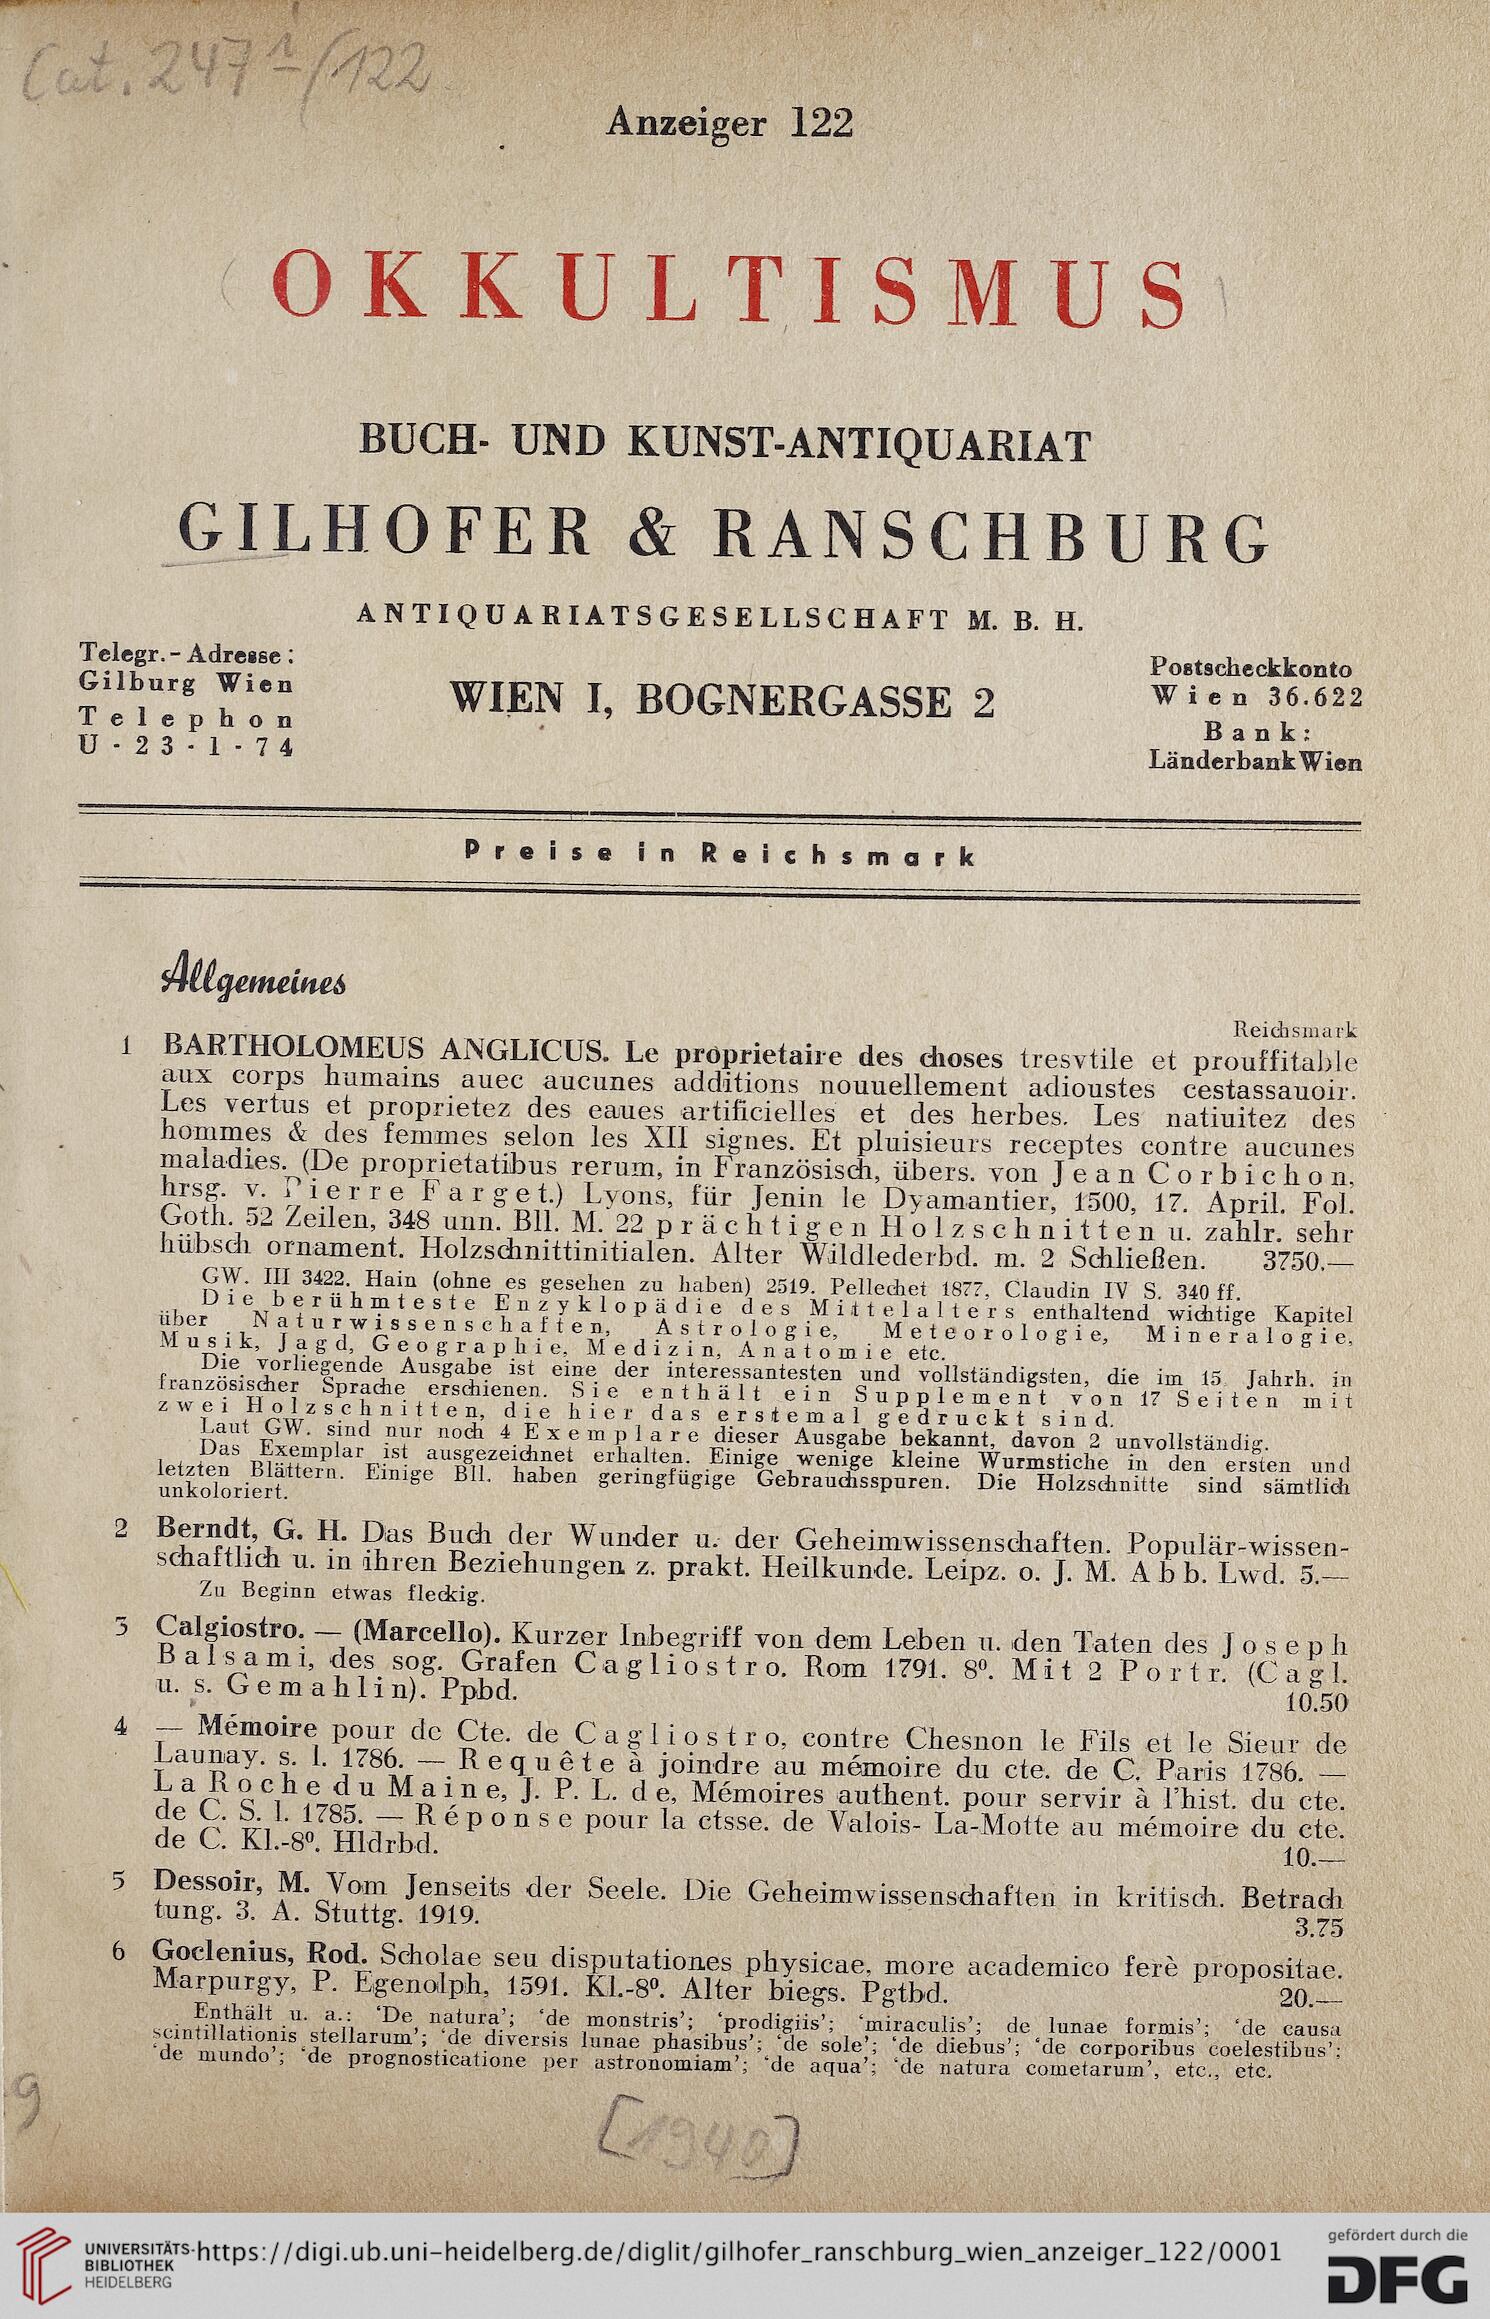 Cat. 247 1/122
Anzeiger 122
OKKULTISMUS
BUCH- UND KUNST-ANTIQUARIAT
GILHOFER & RANSCHBURG
ANTIQUARIATSGESELLSCHAFT M. B. H.
Telegr.-Adresse:
Gilburg Wien
Telephon
U-23-1-74
WIEN I, BOGNERGASSE 2
Postscheckkonto
Wien 36.622
Bank:
Länderbank Wien
Preise in Reichsmark
Allgemeines
Reichsmark
1 BARTHOLOMEUS ANGLICUS. Le proprietaire des choses tresvtile et prouffitable
aux corps humains auec aucunes additions nouuellement adioustes cestassauoir.
Les vertus et proprietez des eaues artificielles et des herbes. Les natiuitez des
hommes & des femmes selon les XII signes. Et pluisieurs receptes contre aucunes
maladies. (De proprietatibus rerum, in Französisch, übers. von Jean Corbichon,
hrsg. v. Pierre Farget.) Lyons, für Jenin le Dyamantier, 1500, 17. April. Fol.
Goth. 52 Zeilen, 348 unn. Bll. M. 22 prächtigen Holzschnitten u. zahlr. sehr
hübsch ornament. Holzschnittinitialen. Alter Wildlederbd. m. 2 Schließen. 3750.—
GW. III 3422. Hain (ohne es gesehen zu haben) 2519. Pellechet 1877, Claudin IV S. 340 ff.
Die berühmteste Enzyklopädie des Mittelalters enthaltend wichtige Kapitel
über Naturwissenschaften, Astrologie, Meteorologie, Mineralogie,
Musik, Jagd, Geographie, Medizin, Anatomie etc.
Die vorliegende Ausgabe ist eine der interessantesten und vollständigsten, die im 15. Jahrh. in
französischer Sprache erschienen. Sie enthält ein Supplement von 17 Seiten mit
zwei Holzschnitten, die hier das erstemal gedruckt sind.
Laut GW. sind nur noch 4 Exemplare dieser Ausgabe bekannt, davon 2 unvollständig.
Das Exemplar ist ausgezeichnet erhalten. Einige wenige kleine Wurmstiche in den ersten und
letzten Blättern. Einige Bll. haben geringfügige Gebrauchsspuren. Die Holzschnitte sind sämtlich
unkoloriert.
2 Berndt, G. H. Das Buch der Wunder u. der Geheimwissenschaften. Populär-wissen-
schaftlich u. in ihren Beziehungen z. prakt. Heilkunde. Leipz. o. J. M. Abb. Lwd. 5.—
Zu Beginn etwas fleckig.
3 Calgiostro. — (Marcello). Kurzer Inbegriff von dem Leben u. den Taten des Joseph
Balsami, des sog. Grafen Cagliostro. Rom 1791. 8⁰. Mit 2 Portr. (Cagl.
u. s. Gemahlin). Ppbd. 10.50
4 — Mémoire pour de Cte. de Cagliostro, contre Chesnon le Fils et le Sieur de
Launay. s. l. 1786. — Requête à joindre au mémoire du cte. de C. Paris 1786. —
La Roche du Maine, J. P. L. de, Mémoires authent. pour servir à l'hist. du cte.
de C. S. l. 1785. — Réponse pour la ctsse. de Valois- La-Motte au mémoire du cte.
de C. Kl.-8⁰. Hldrbd. 10.—
5 Dessoir, M. Vom Jenseits der Seele. Die Geheimwissenschaften in kritisch. Betrach
tung. 3. A. Stuttg. 1919. 3.75
6 Goclenius, Rod. Scholae seu disputationes physicae, more academico ferè propositae.
Marpurgy, P. Egenolph, 1591. Kl.-8⁰. Alter biegs. Pgtbd. 20.—
Enthält u. a.: 'De natura'; 'de monstris'; 'prodigiis'; 'miraculis'; de lunae formis'; 'de causa
scintillationis stellarum'; 'de diversis lunae phasibus'; 'de sole'; 'de diebus'; 'de corporibus coelestibus';
'de mundo'; 'de prognosticatione per astronomiam'; 'de aqua'; 'de natura cometarum', etc., etc.
g
[1940]
UNIVERSITÄTS-
BIBLIOTHEK
HEIDELBERG
https://digi.ub.uni-heidelberg.de/diglit/gilhofer_ranschburg_wien_anzeiger_122/0001
gefördert durch die
DFG